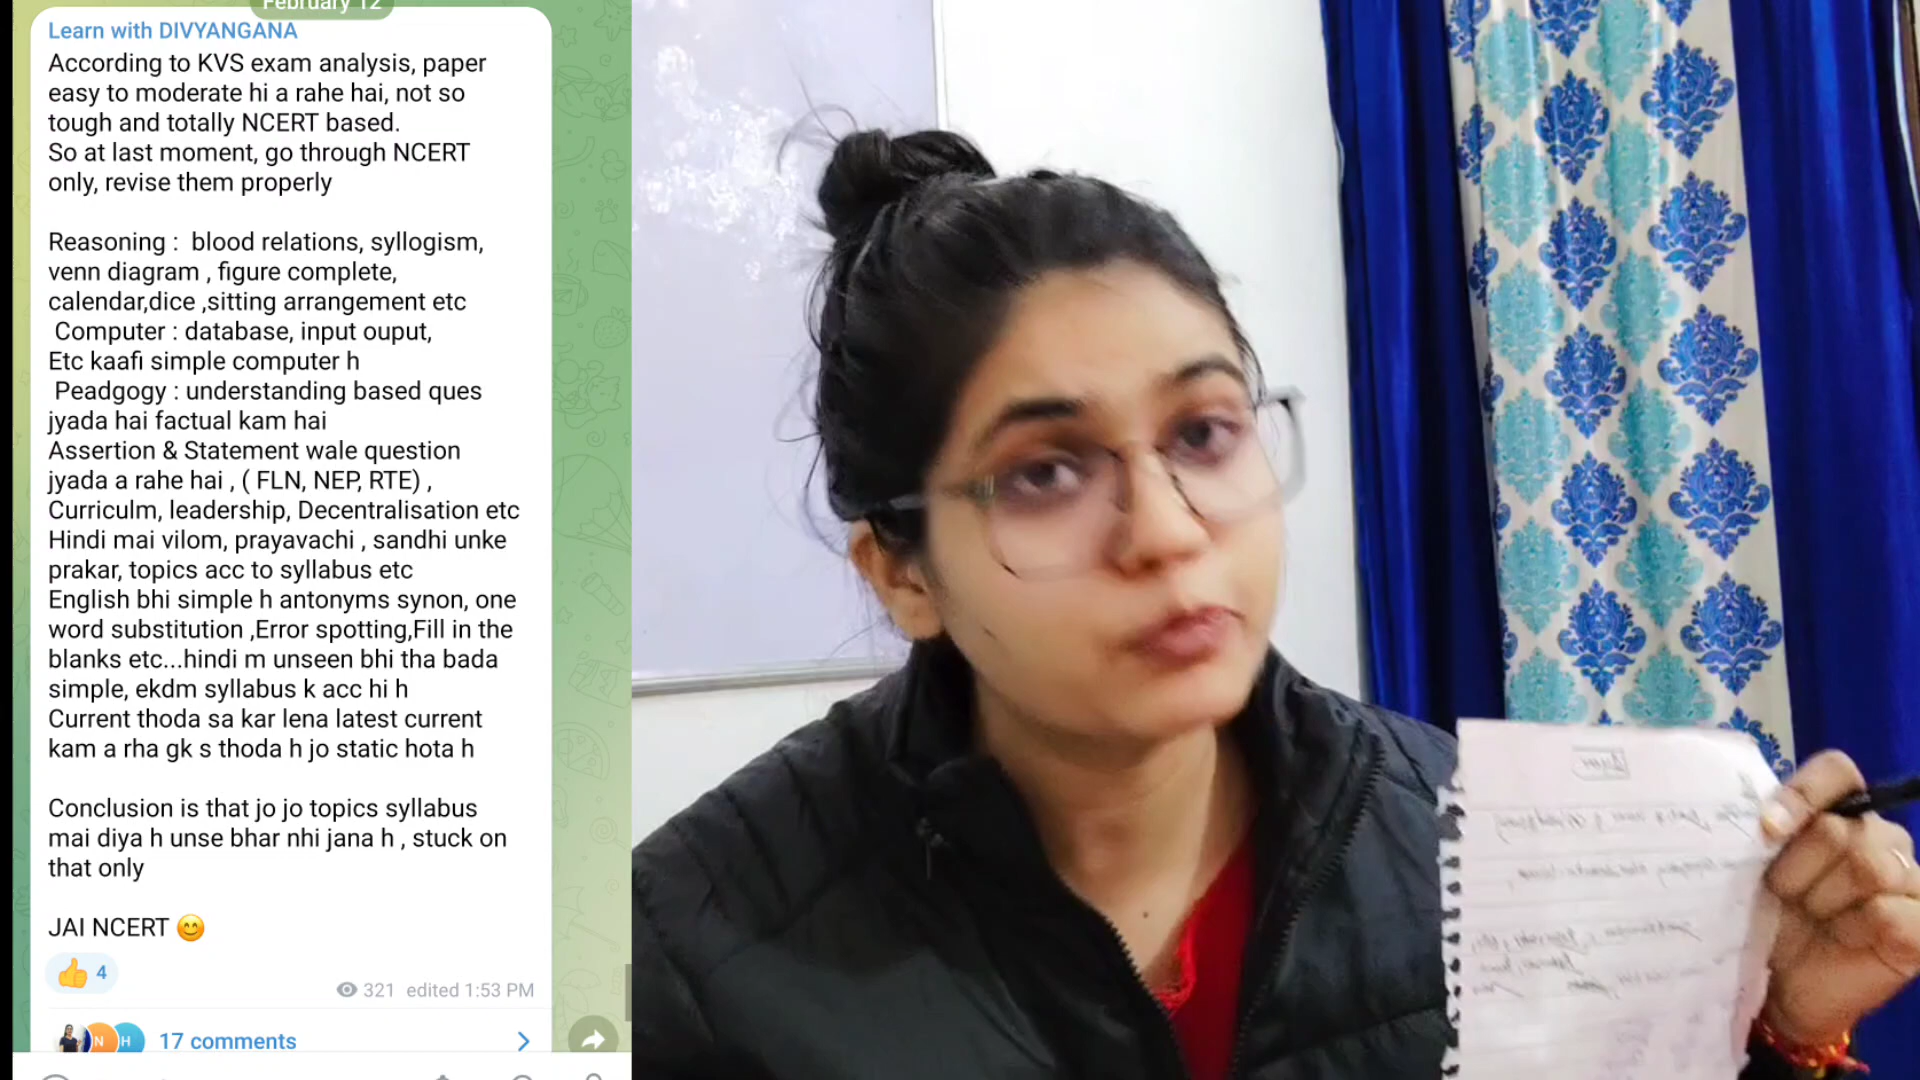 February 12
Learn with DIVYANGANA
According to KVS exam analysis, paper
easy to moderate hi a rahe hai, not so
tough and totally NCERT based.
So at last moment, go through NCERT
only, revise them properly
Reasoning :  blood relations, syllogism,
venn diagram , figure complete,
calendar,dice ,sitting arrangement etc
Computer : database, input ouput,
Etc kaafi simple computer h
Peadgogy : understanding based ques
jyada hai factual kam hai
Assertion & Statement wale question
jyada a rahe hai , ( FLN, NEP, RTE) ,
Curriculm, leadership, Decentralisation etc
Hindi mai vilom, prayavachi , sandhi unke
prakar, topics acc to syllabus etc
English bhi simple h antonyms synon, one
word substitution ,Error spotting,Fill in the
blanks etc...hindi m unseen bhi tha bada
simple, ekdm syllabus k acc hi h
Current thoda sa kar lena latest current
kam a rha gk s thoda h jo static hota h
Conclusion is that jo jo topics syllabus
mai diya h unse bhar nhi jana h , stuck on
that only
JAI NCERT 😊
👍 4
321 edited 1:53 PM
N H 17 comments